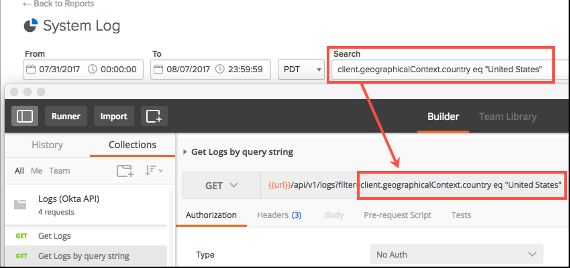 ← Back to Reports
System Log
From To Search
07/31/2017 00:00:00 08/07/2017 23:59:59 PDT client.geographicalContext.country eq "United States"
Runner Import Builder Team Library
History Collections
Get Logs by query string
All Me Team
GET {{url}}/api/v1/logs?filter=client.geographicalContext.country eq "United States"
Logs (Okta API)
4 requests
Authorization Headers (3) Body Pre-request Script Tests
GET Get Logs
GET Get Logs by query string
Type No Auth